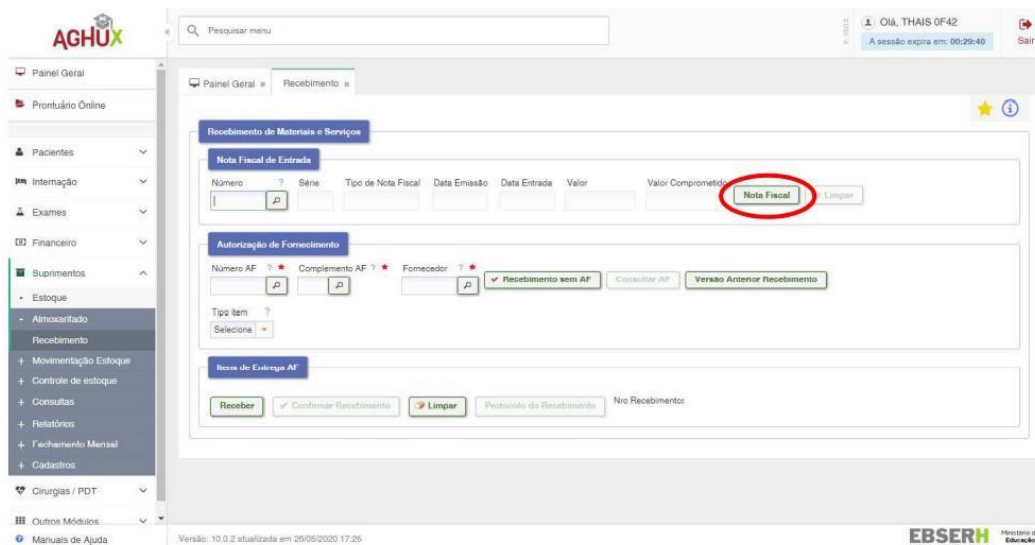 AGHUX
Pesquisar menu
Olá, THAIS 0F42
A sessão expira em: 00:29:40
Sair
Painel Geral
Prontuário Online
Pacientes
Internação
Exames
Financeiro
Suprimentos
Estoque
Almoxarifado
Recebimento
Movimentação Estoque
Controle de estoque
Consultas
Relatórios
Fechamento Mensal
Cadastros
Cirurgias / PDT
Outros Módulos
Manuais de Ajuda
Painel Geral
Recebimento
Recebimento de Materiais e Serviços
Nota Fiscal de Entrada
Número ? Série Tipo de Nota Fiscal Data Emissão Data Entrada Valor Valor Comprometido
Nota Fiscal Limpar
Autorização de Fornecimento
Número AF ? * Complemento AF ? * Fornecedor ? *
Recebimento sem AF Consultar AF Versão Anterior Recebimento
Tipo item ?
Selecione
Itens de Entrega AF
Receber Confirmar Recebimento Limpar Protocolo de Recebimento Nro Recebimento:
Versão: 10.0.2 atualizada em 26/05/2020 17:25
EBSERH
Ministério d
Educação